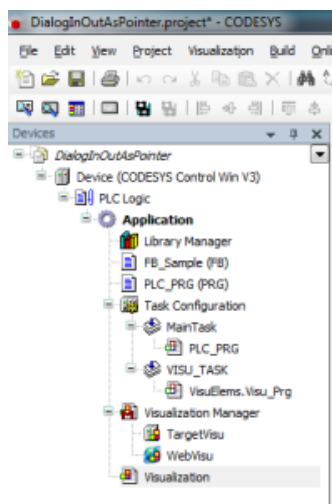 DialogInOutAsPointer.project* - CODESYS
File Edit View Project Visualization Build
Devices
DialogInOutAsPointer
Device (CODESYS Control Win V3)
PLC Logic
Application
Library Manager
FB_Sample (FB)
PLC_PRG (PRG)
Task Configuration
MainTask
PLC_PRG
VISU_TASK
VisuElems.Visu_Prg
Visualization Manager
TargetVisu
WebVisu
Visualization